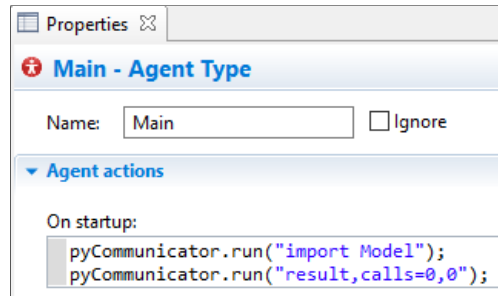 Properties
Main - Agent Type
Name: Main Ignore
Agent actions
On startup:
pyCommunicator.run("import Model");
pyCommunicator.run("result,calls=0,0");